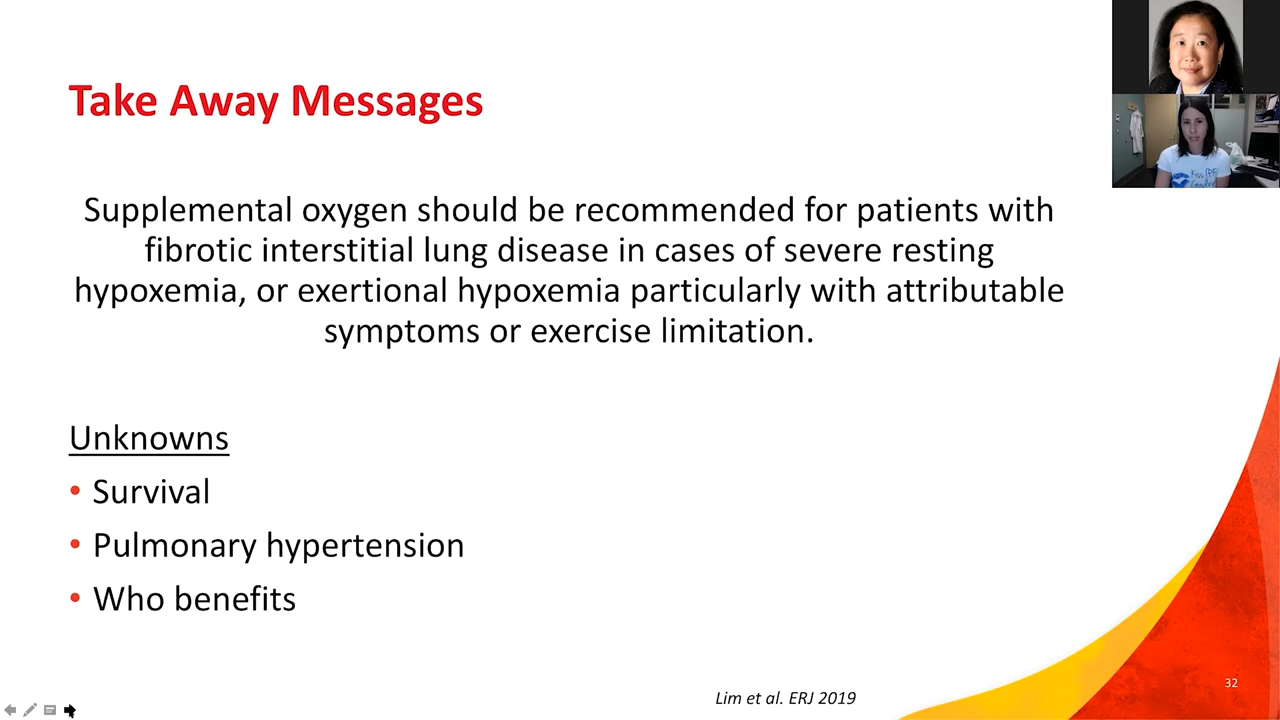 Take Away Messages
Supplemental oxygen should be recommended for patients with
fibrotic interstitial lung disease in cases of severe resting
hypoxemia, or exertional hypoxemia particularly with attributable
symptoms or exercise limitation.
Unknowns
• Survival
• Pulmonary hypertension
• Who benefits
Lim et al. ERJ 2019
32